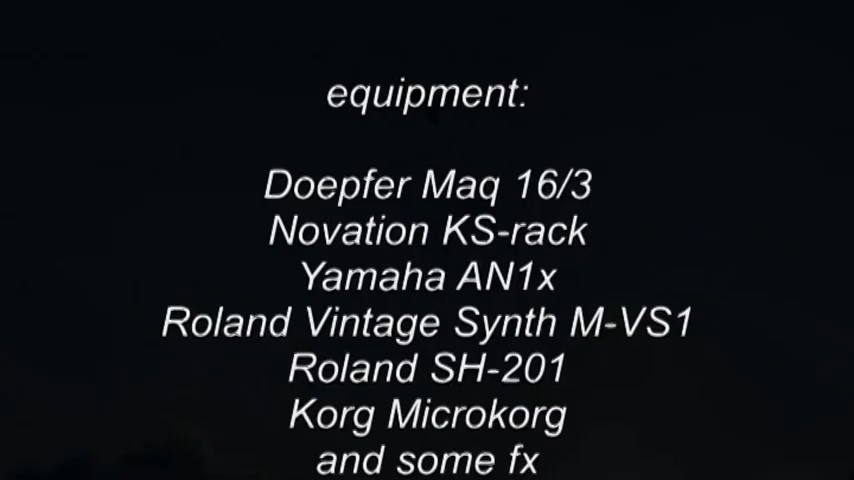 equipment:
Doepfer Maq 16/3
Novation KS-rack
Yamaha AN1x
Roland Vintage Synth M-VS1
Roland SH-201
Korg Microkorg
and some fx